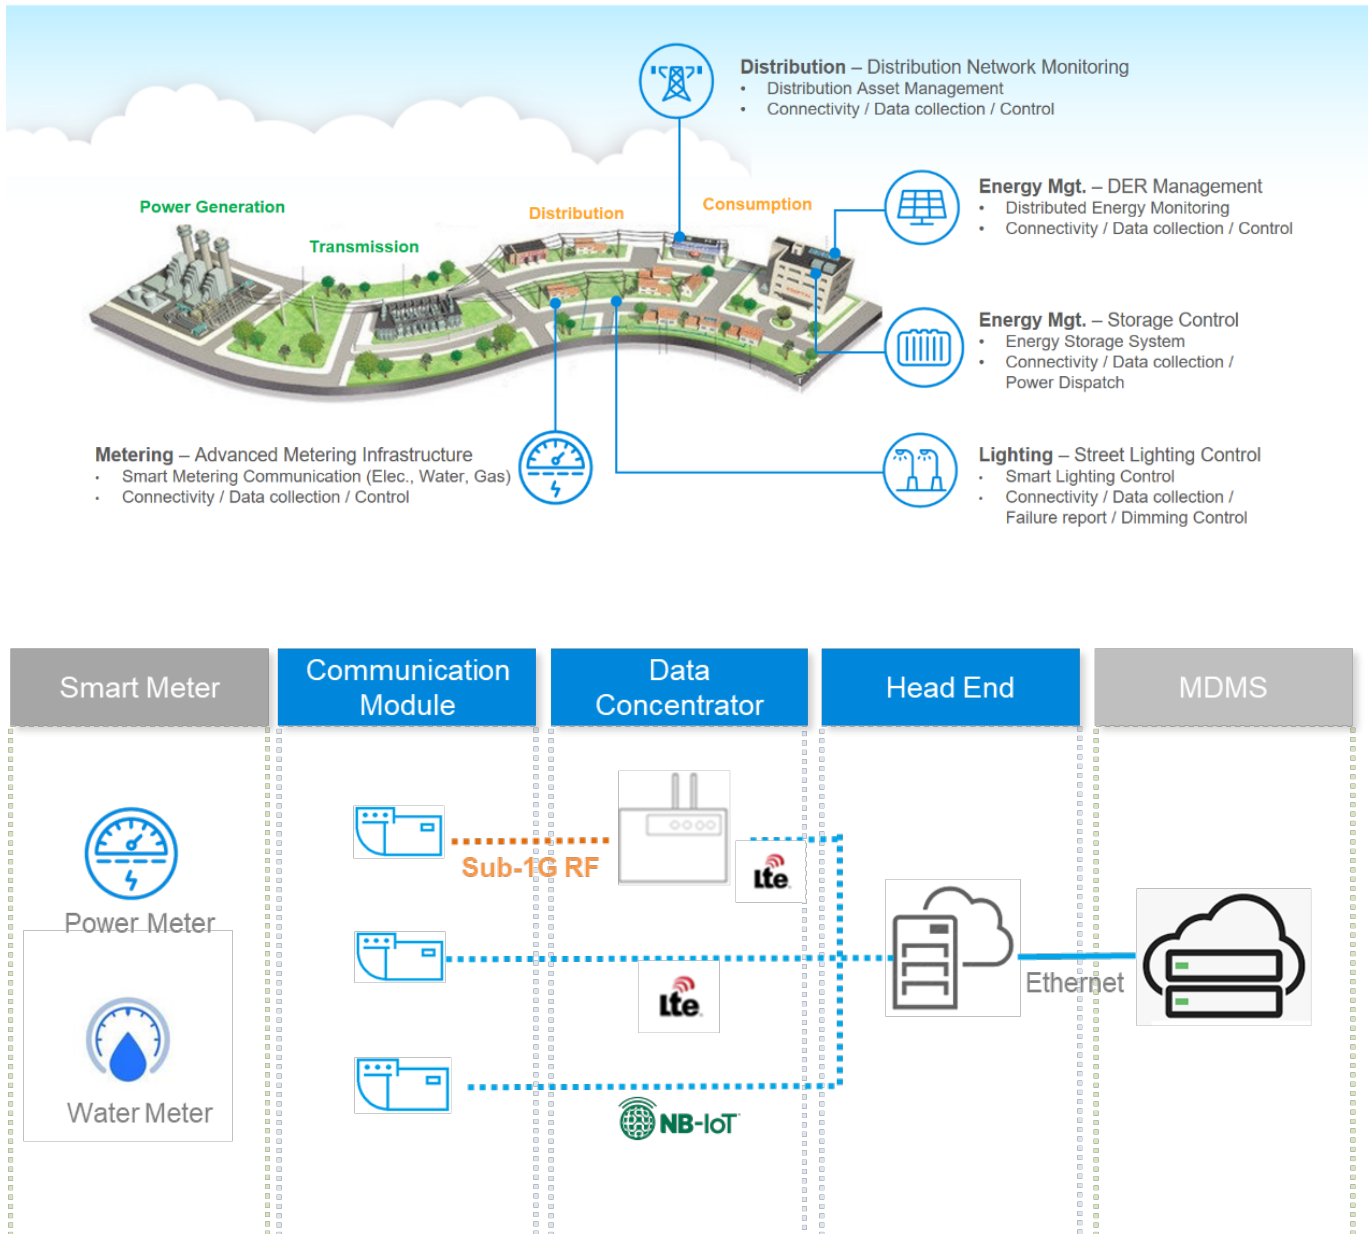 Distribution – Distribution Network Monitoring
• Distribution Asset Management
• Connectivity / Data collection / Control
Energy Mgt. – DER Management
• Distributed Energy Monitoring
• Connectivity / Data collection / Control
Power Generation
Transmission
Distribution
Consumption
Energy Mgt. – Storage Control
• Energy Storage System
• Connectivity / Data collection /
Power Dispatch
Metering – Advanced Metering Infrastructure
• Smart Metering Communication (Elec., Water, Gas)
• Connectivity / Data collection / Control
Lighting – Street Lighting Control
• Smart Lighting Control
• Connectivity / Data collection /
Failure report / Dimming Control
Smart Meter
Communication
Module
Data
Concentrator
Head End
MDMS
Power Meter
Water Meter
Sub-1G RF
Lte
Lte
NB-IoT
Ethernet